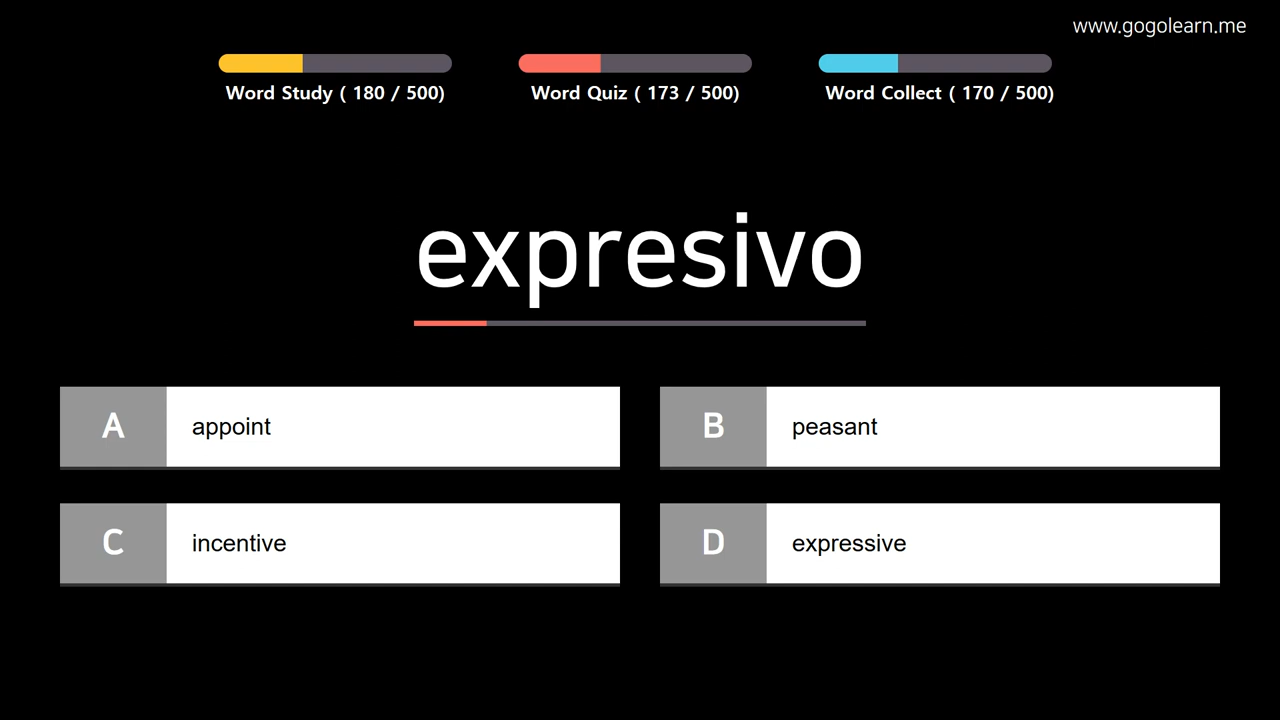 www.gogolearn.me
Word Study ( 180 / 500)
Word Quiz ( 173 / 500)
Word Collect ( 170 / 500)
expresivo
A appoint
B peasant
C incentive
D expressive